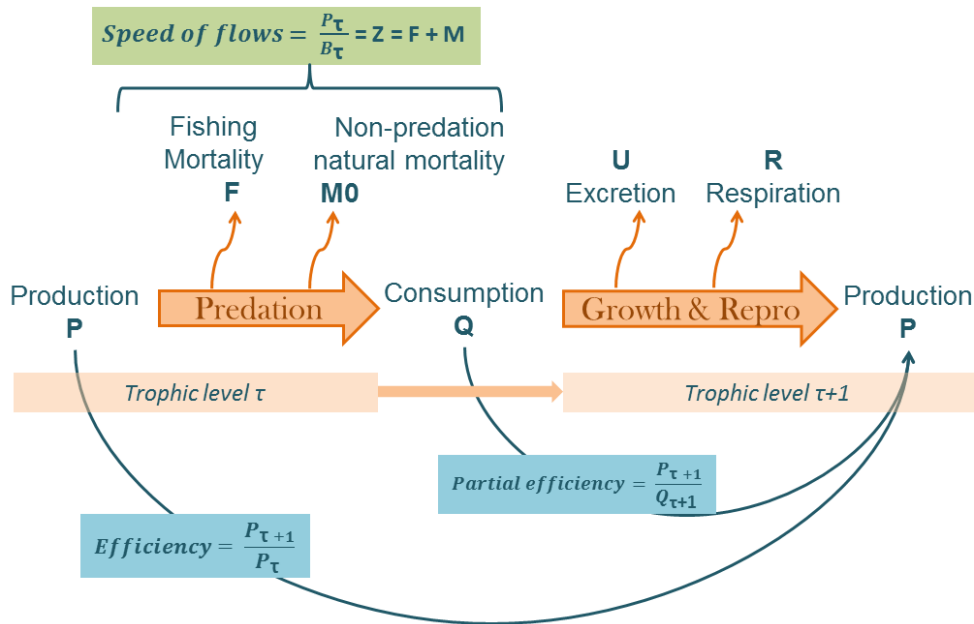 Speed of flows = Pτ/Bτ = Z = F + M
Fishing
Mortality
F
Non-predation
natural mortality
M0
U
Excretion
R
Respiration
Production
P
Predation
Consumption
Q
Growth & Repro
Production
P
Trophic level τ
Trophic level τ+1
Partial efficiency = Pτ+1/Qτ+1
Efficiency = Pτ+1/Pτ